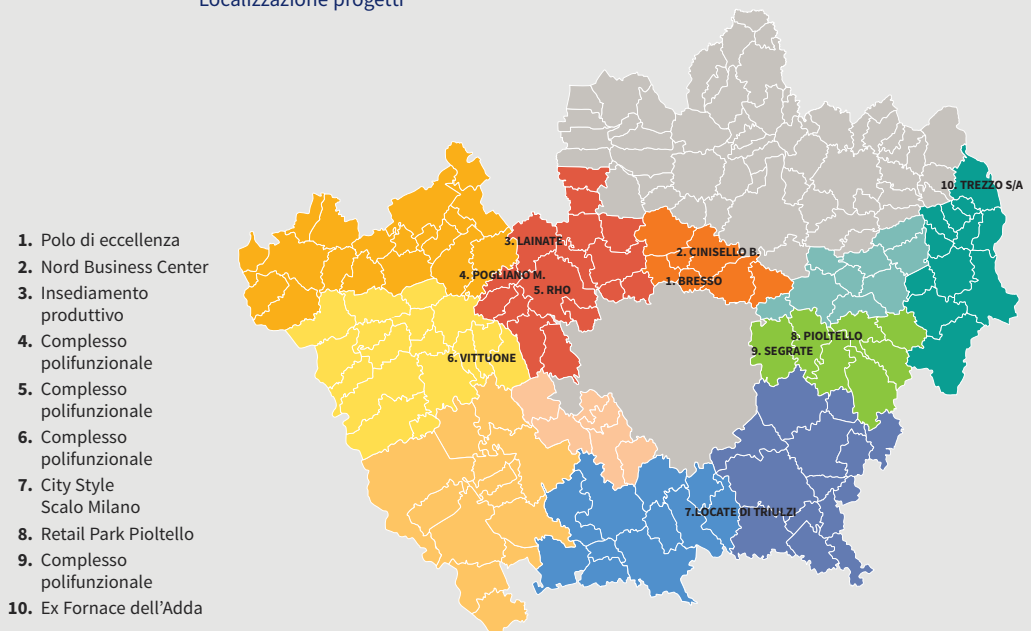 Localizzazione progetti
1. Polo di eccellenza
2. Nord Business Center
3. Insediamento
produttivo
4. Complesso
polifunzionale
5. Complesso
polifunzionale
6. Complesso
polifunzionale
7. City Style
Scalo Milano
8. Retail Park Pioltello
9. Complesso
polifunzionale
10. Ex Fornace dell’Adda
10. TREZZO S/A
3. LAINATE
2. CINISELLO B.
4. POGLIANO M.
1. BRESSO
5. RHO
8. PIOLTELLO
9. SEGRATE
6. VITTUONE
7.LOCATE DI TRIULZI